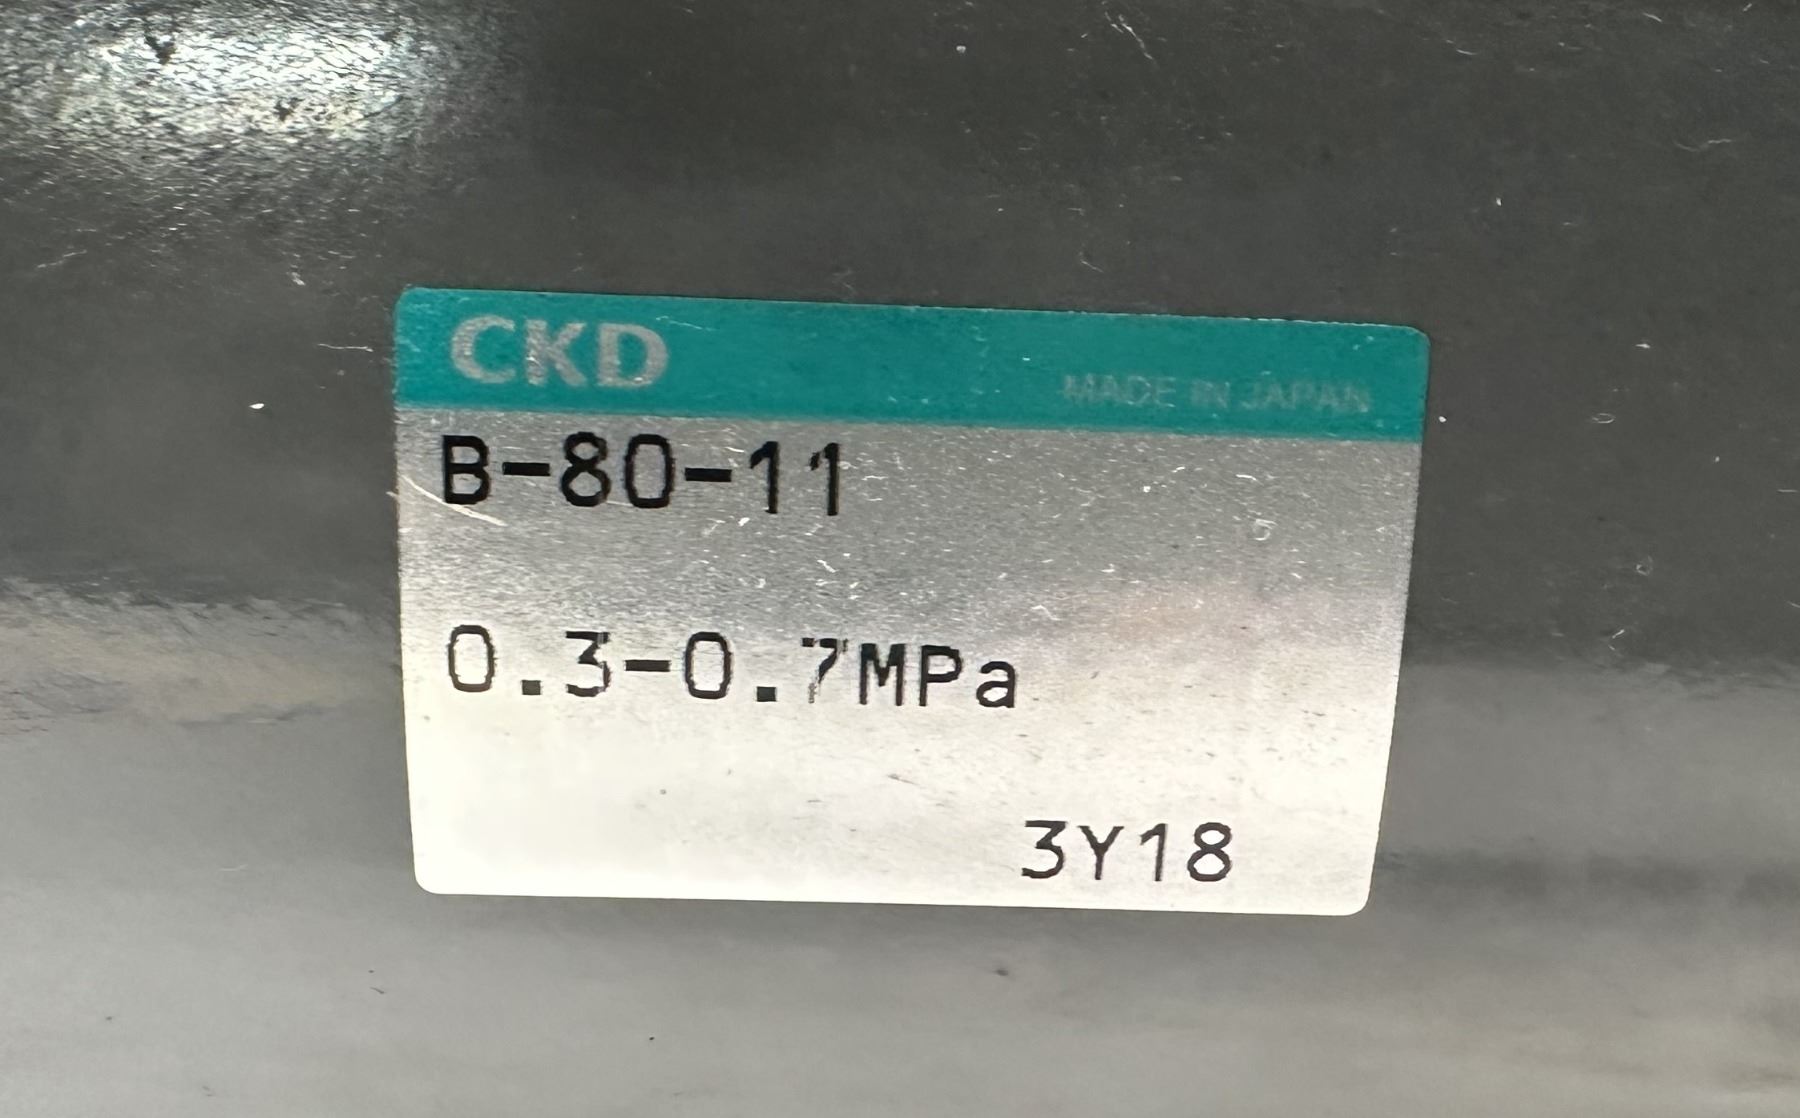 CKD
MADE IN JAPAN
B-80-11
0.3-0.7MPa
3Y18